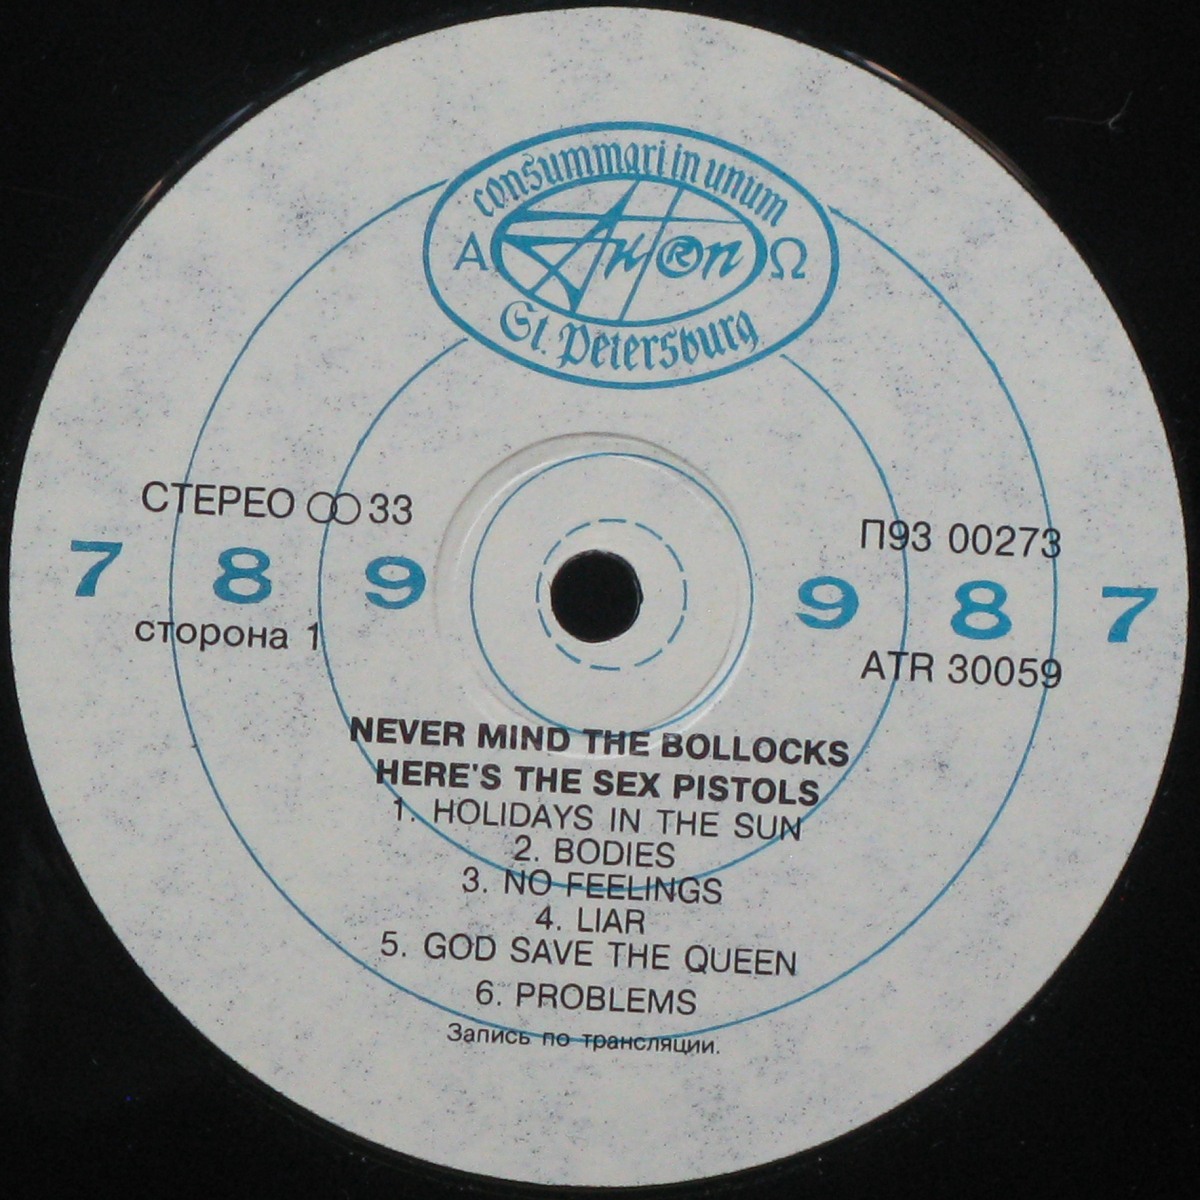 consummari in unum
Α Antrop Ω
St. Petersburg
СТЕРЕО 33
П93 00273
7 8 9
9 8 7
сторона 1
ATR 30059
NEVER MIND THE BOLLOCKS
HERE'S THE SEX PISTOLS
1. HOLIDAYS IN THE SUN
2. BODIES
3. NO FEELINGS
4. LIAR
5. GOD SAVE THE QUEEN
6. PROBLEMS
Запись по трансляции.